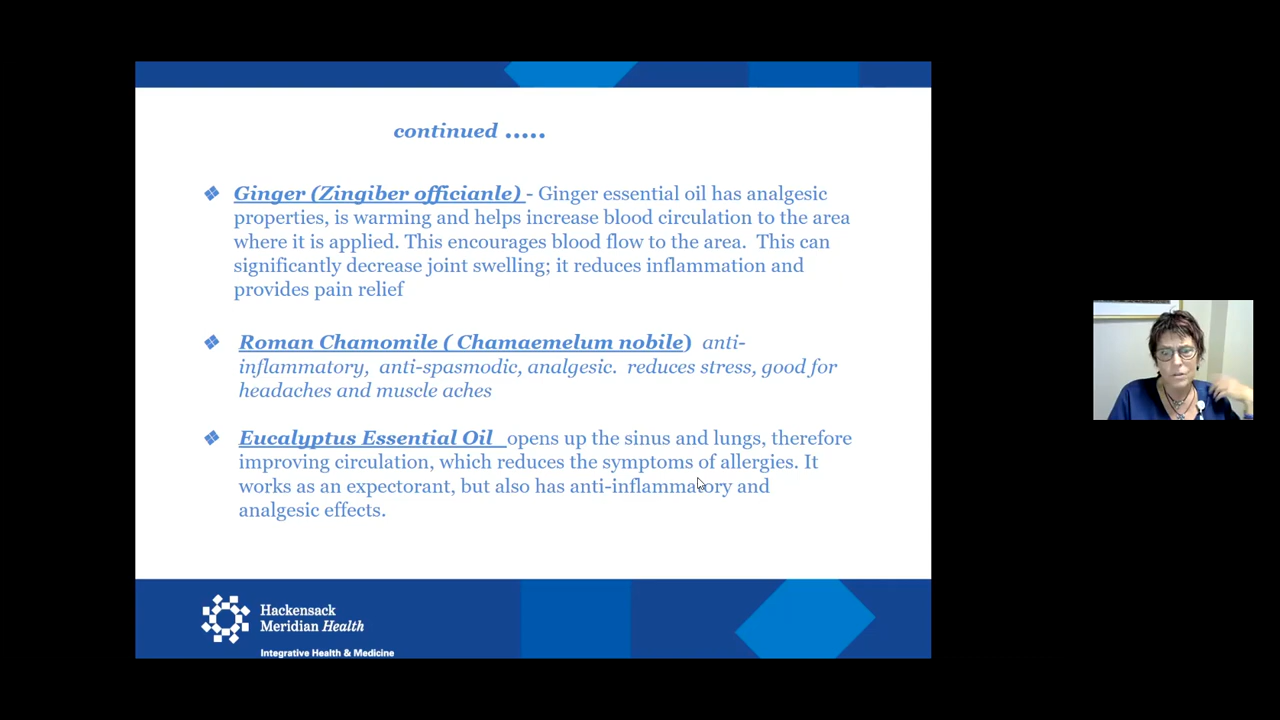 continued .....
Ginger (Zingiber officianle) - Ginger essential oil has analgesic
properties, is warming and helps increase blood circulation to the area
where it is applied. This encourages blood flow to the area.  This can
significantly decrease joint swelling; it reduces inflammation and
provides pain relief
Roman Chamomile ( Chamaemelum nobile)  anti-
inflammatory,  anti-spasmodic, analgesic.  reduces stress, good for
headaches and muscle aches
Eucalyptus Essential Oil  opens up the sinus and lungs, therefore
improving circulation, which reduces the symptoms of allergies. It
works as an expectorant, but also has anti-inflammatory and
analgesic effects.
Hackensack
Meridian Health
Integrative Health & Medicine